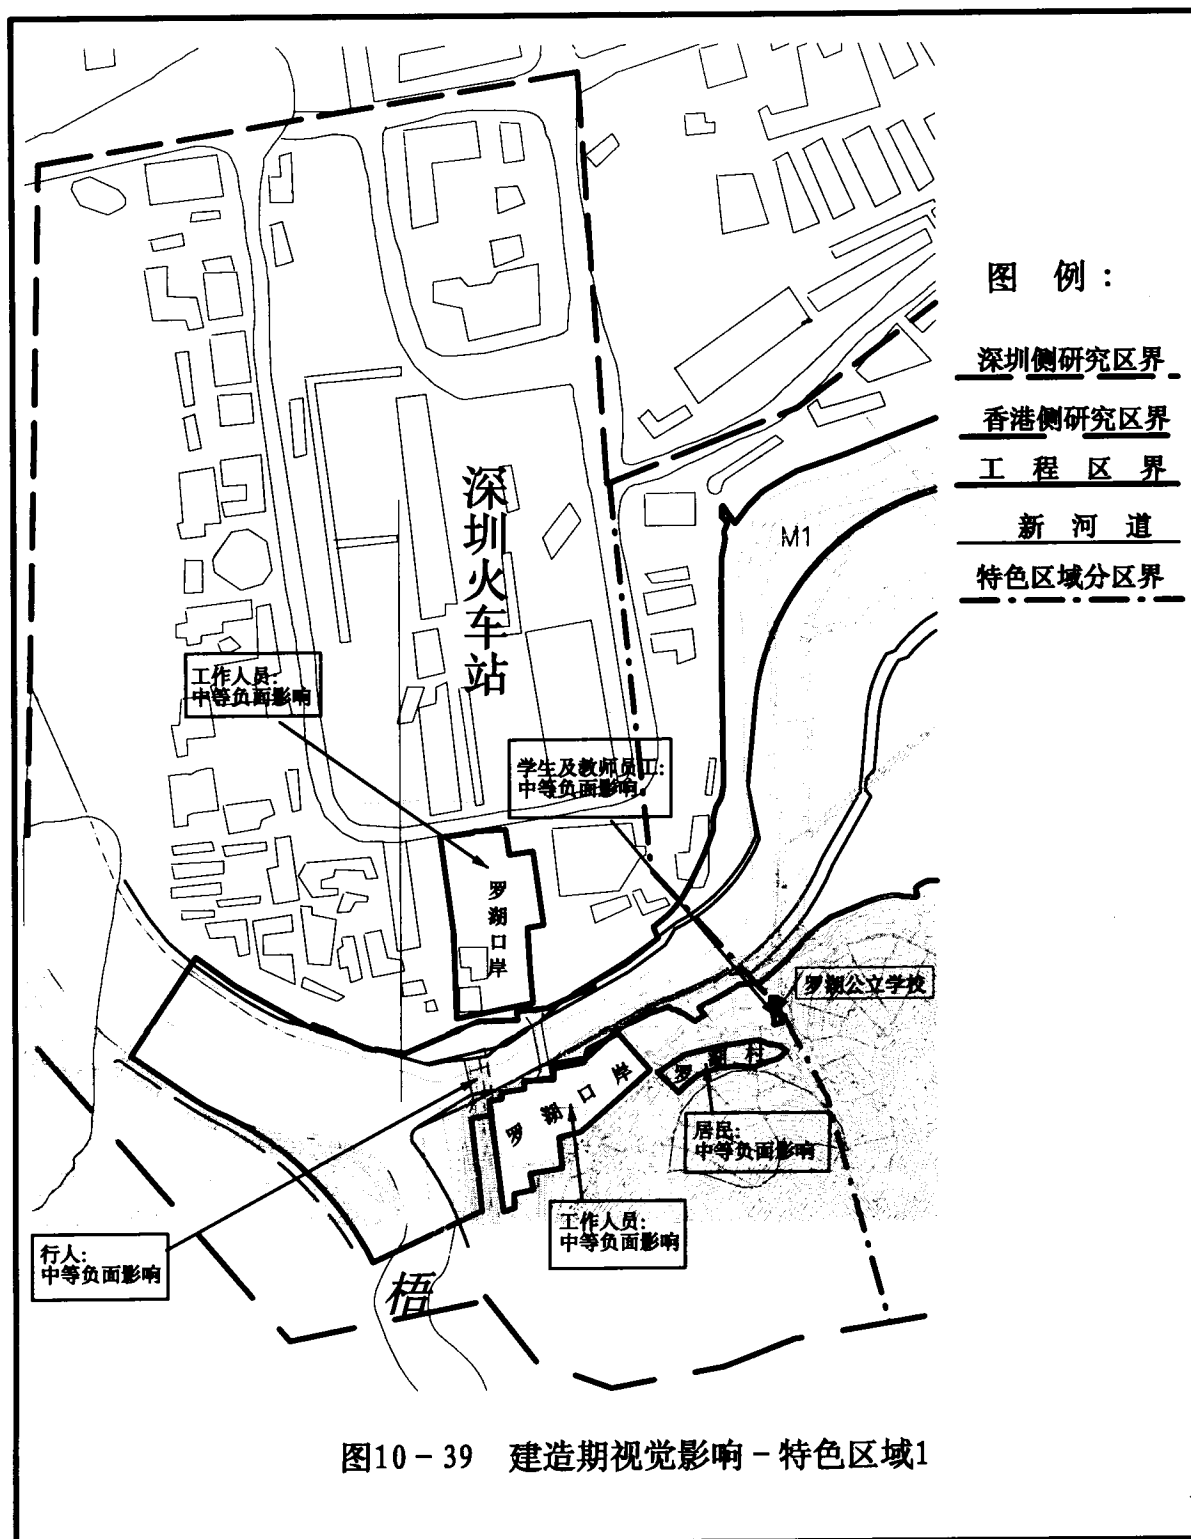 图 例：
深圳侧研究区界
香港侧研究区界
工 程 区 界
新 河 道
特色区域分区界
M1
深圳火车站
工作人员:
中等负面影响
学生及教师员工:
中等负面影响
罗湖口岸
罗湖公立学校
罗湖村
罗湖口岸
居民:
中等负面影响
工作人员:
中等负面影响
行人:
中等负面影响
梧
图10－39 建造期视觉影响－特色区域1